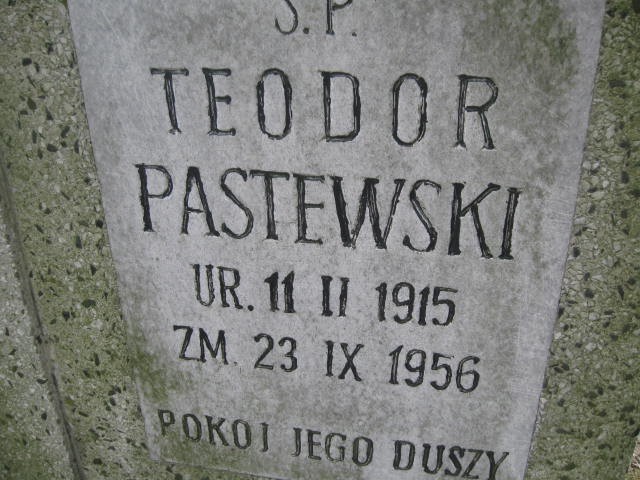 Ś.P.
TEODOR
PASTEWSKI
UR. 11 II 1915
ZM. 23 IX 1956
POKOJ JEGO DUSZY